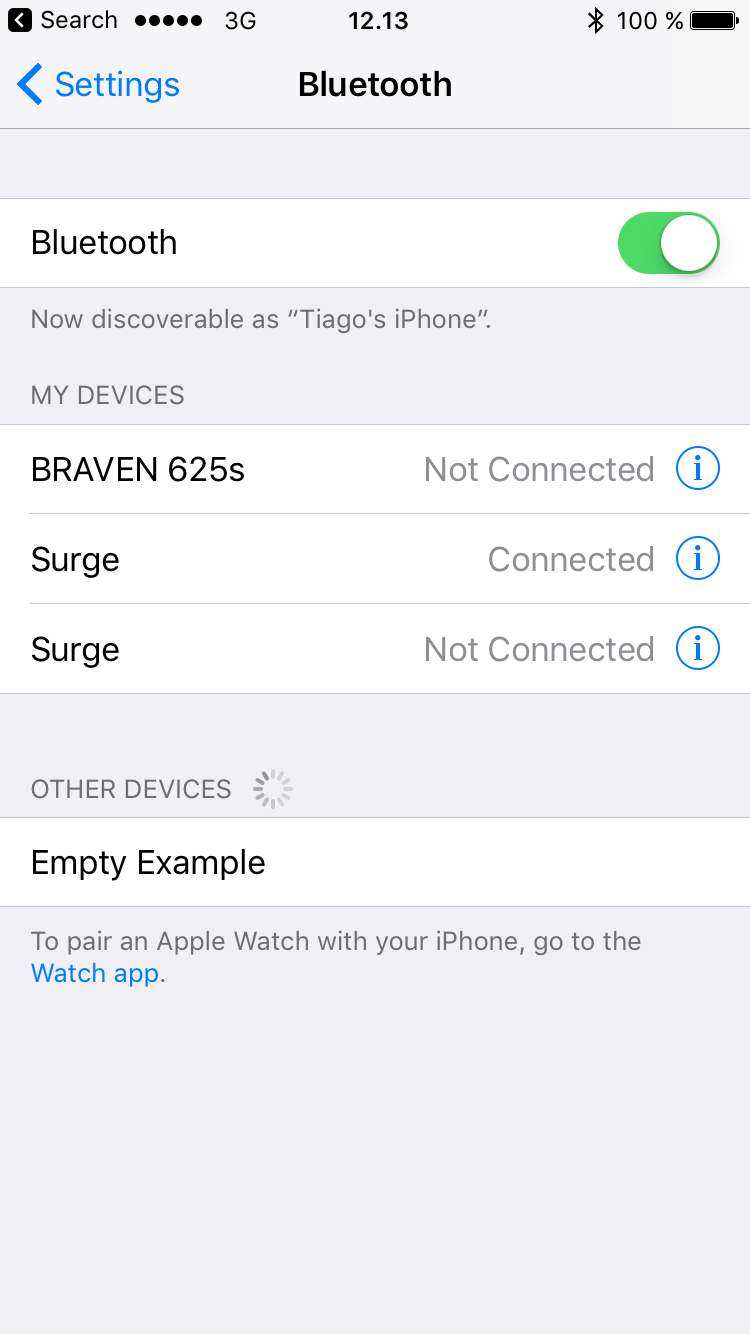 Search 3G 12.13 100 %
Settings Bluetooth
Bluetooth
Now discoverable as “Tiago's iPhone”.
MY DEVICES
BRAVEN 625s Not Connected
Surge Connected
Surge Not Connected
OTHER DEVICES
Empty Example
To pair an Apple Watch with your iPhone, go to the
Watch app.